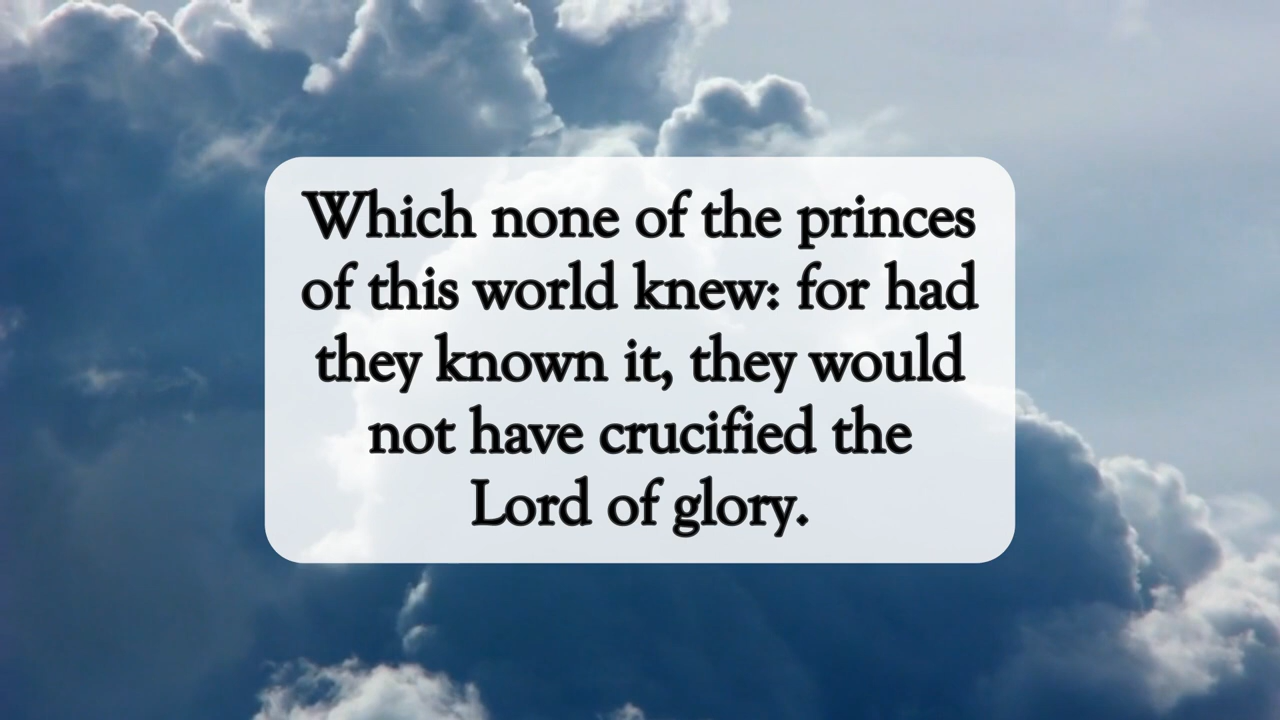 Which none of the princes
of this world knew: for had
they known it, they would
not have crucified the
Lord of glory.